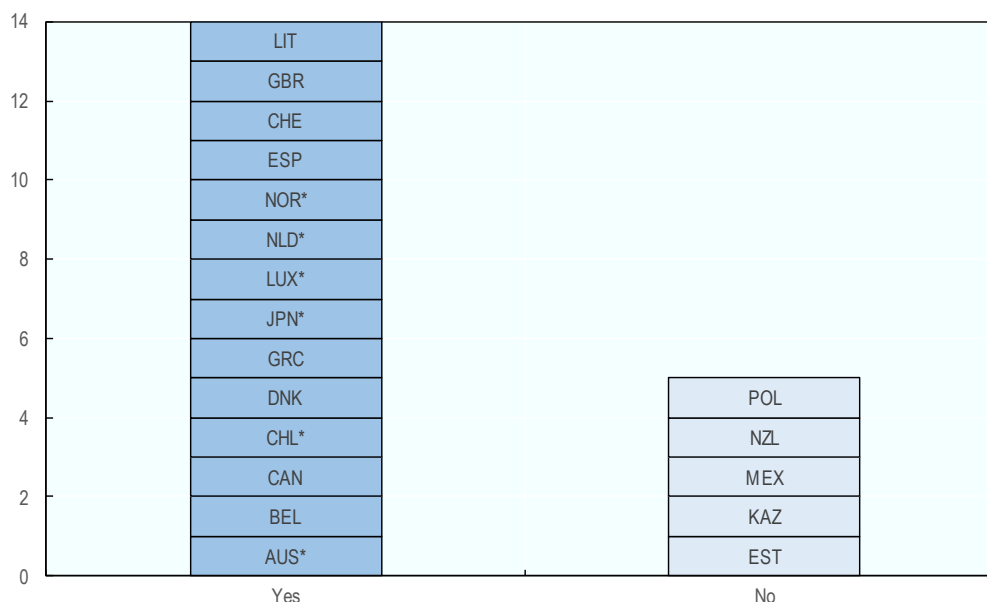 14
12
10
8
6
4
2
0
LIT
GBR
CHE
ESP
NOR*
NLD*
LUX*
JPN*
GRC
DNK
CHL*
CAN
BEL
AUS*
POL
NZL
MEX
KAZ
EST
Yes
No